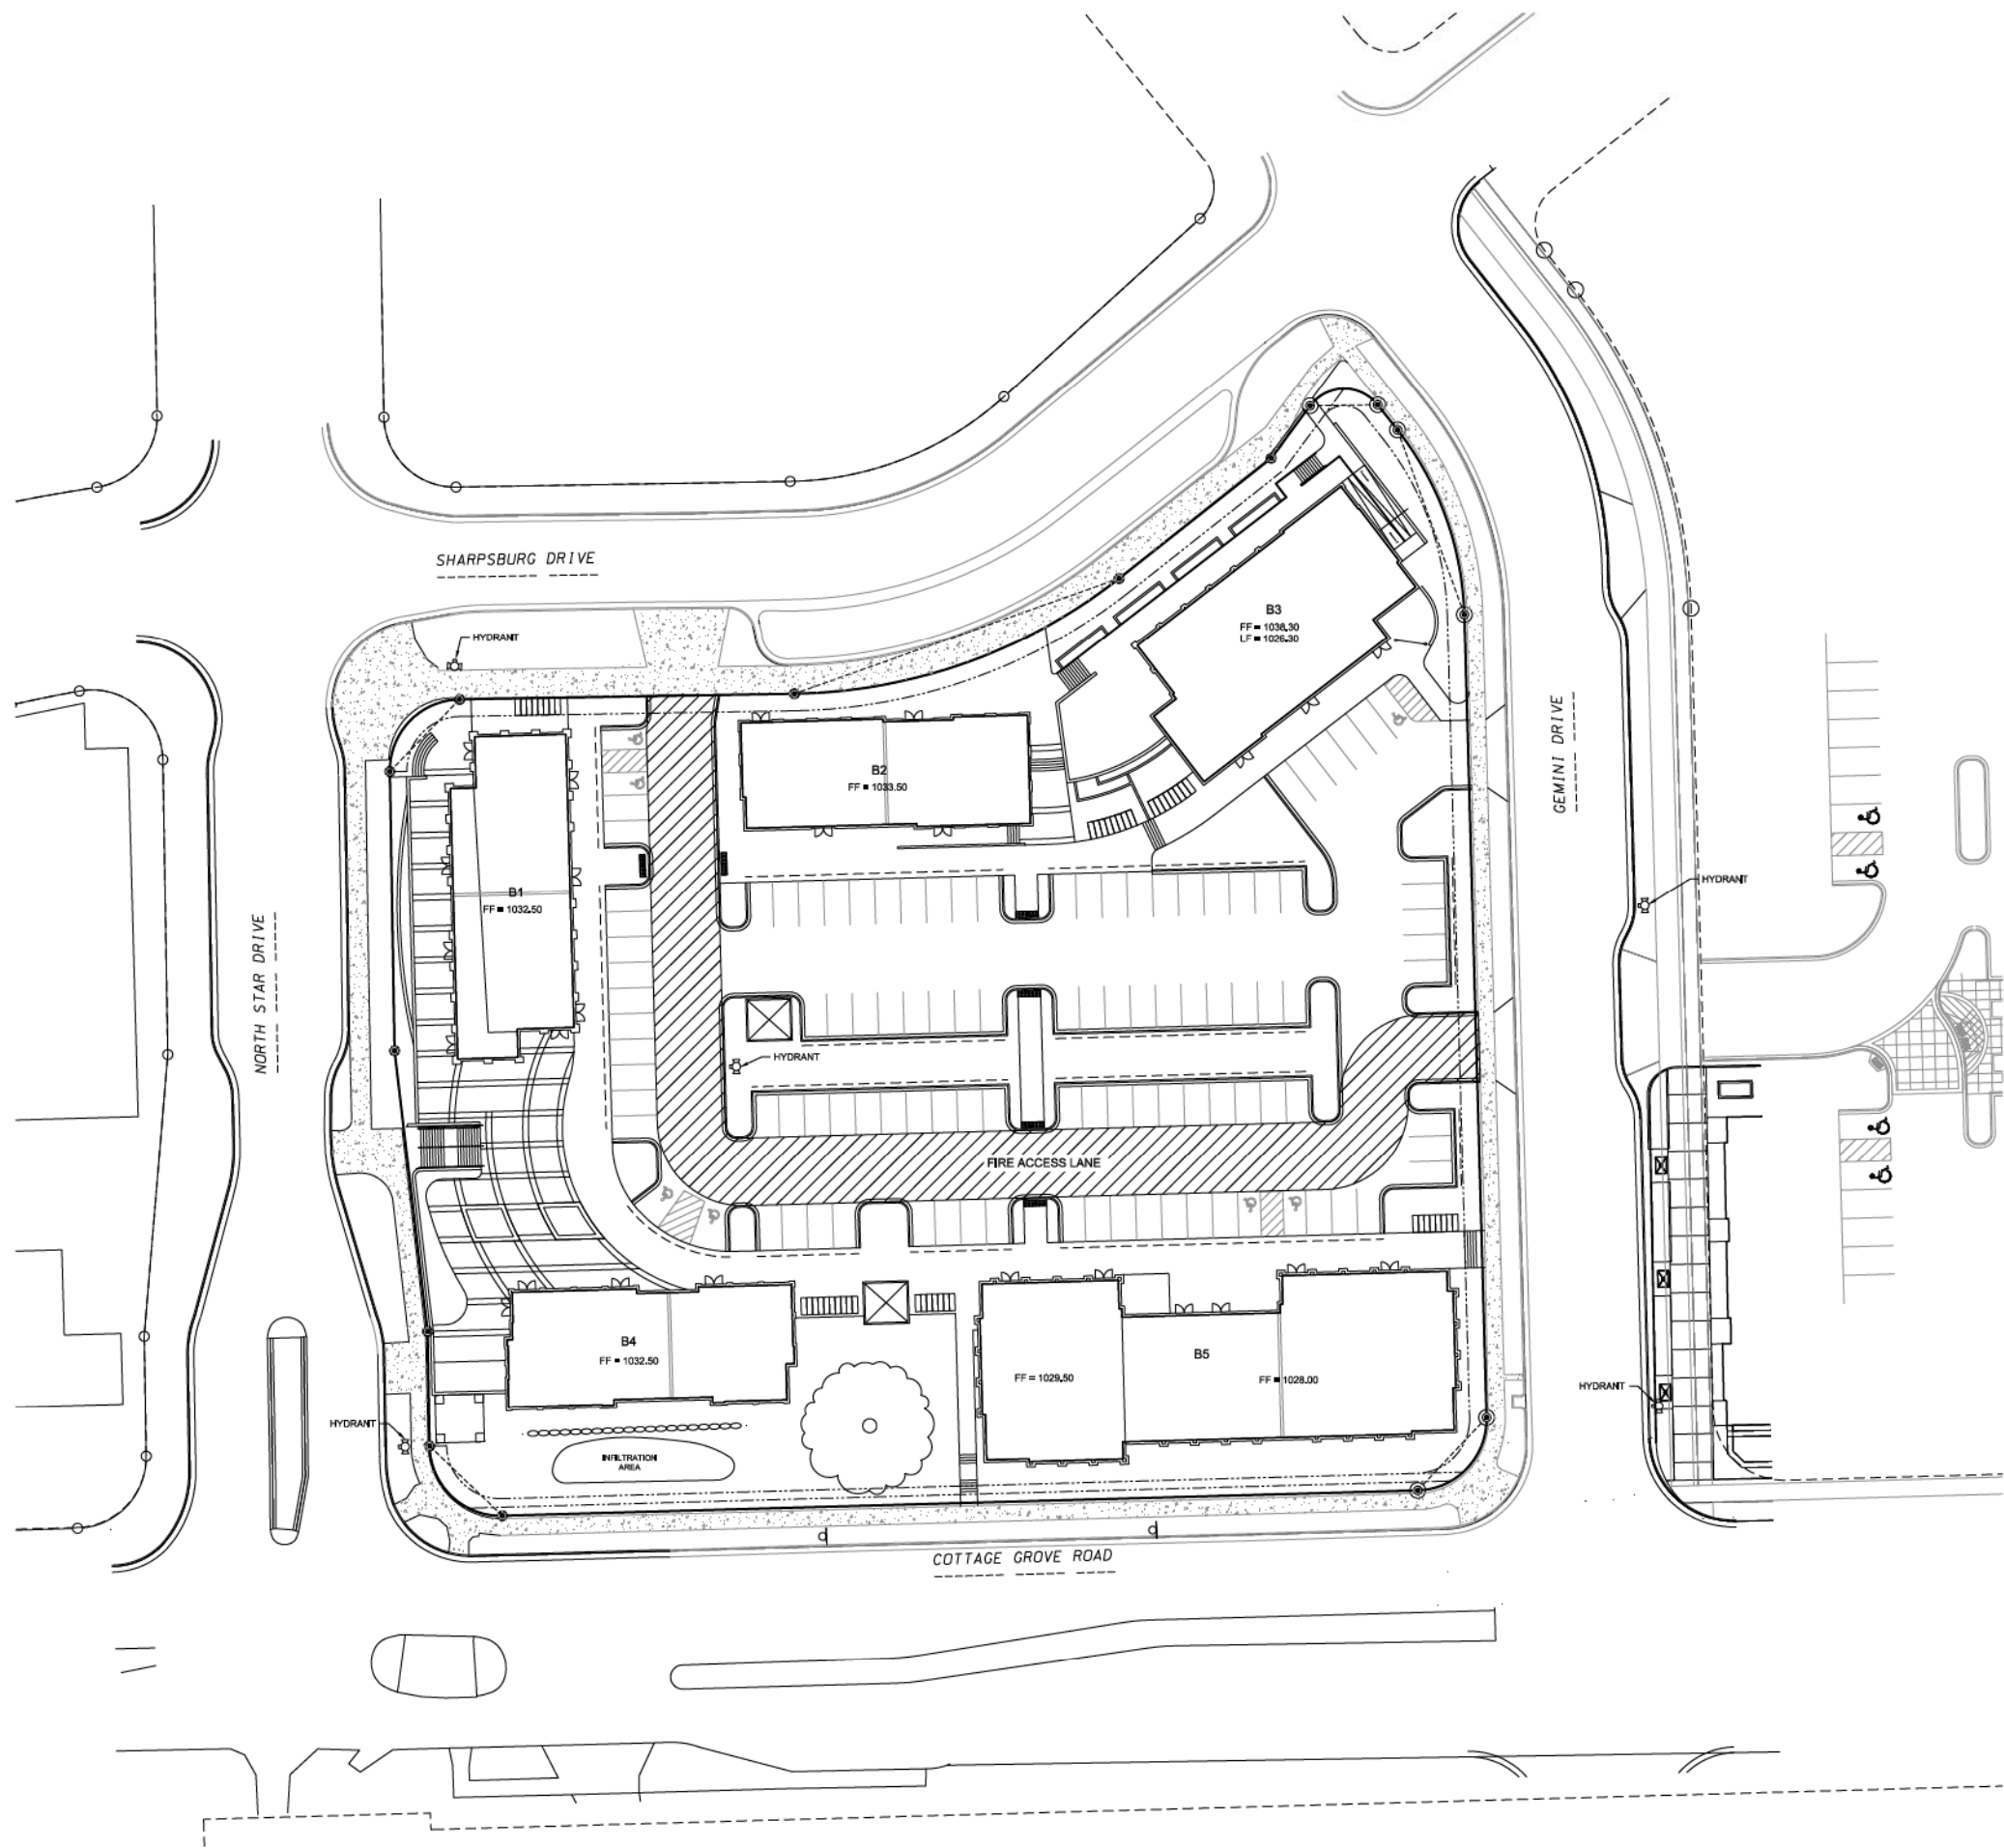 SHARPSBURG DRIVE
HYDRANT
B3
FF = 1038.30
LF = 1026.30
GEMINI DRIVE
B2
FF = 1033.50
B1
FF = 1032.50
HYDRANT
NORTH STAR DRIVE
HYDRANT
FIRE ACCESS LANE
B4
FF = 1032.50
B5
FF = 1029.50
FF = 1028.00
HYDRANT
HYDRANT
INFILTRATION
AREA
COTTAGE GROVE ROAD